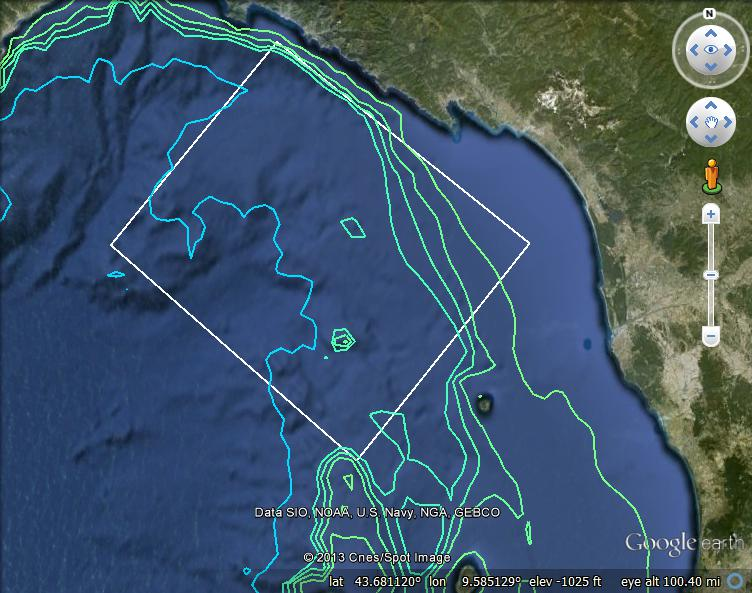 N
Data SIO, NOAA, U.S. Navy, NGA, GEBCO
© 2013 Cnes/Spot Image
Google earth
lat 43.681120° lon 9.585129° elev -1025 ft eye alt 100.40 mi